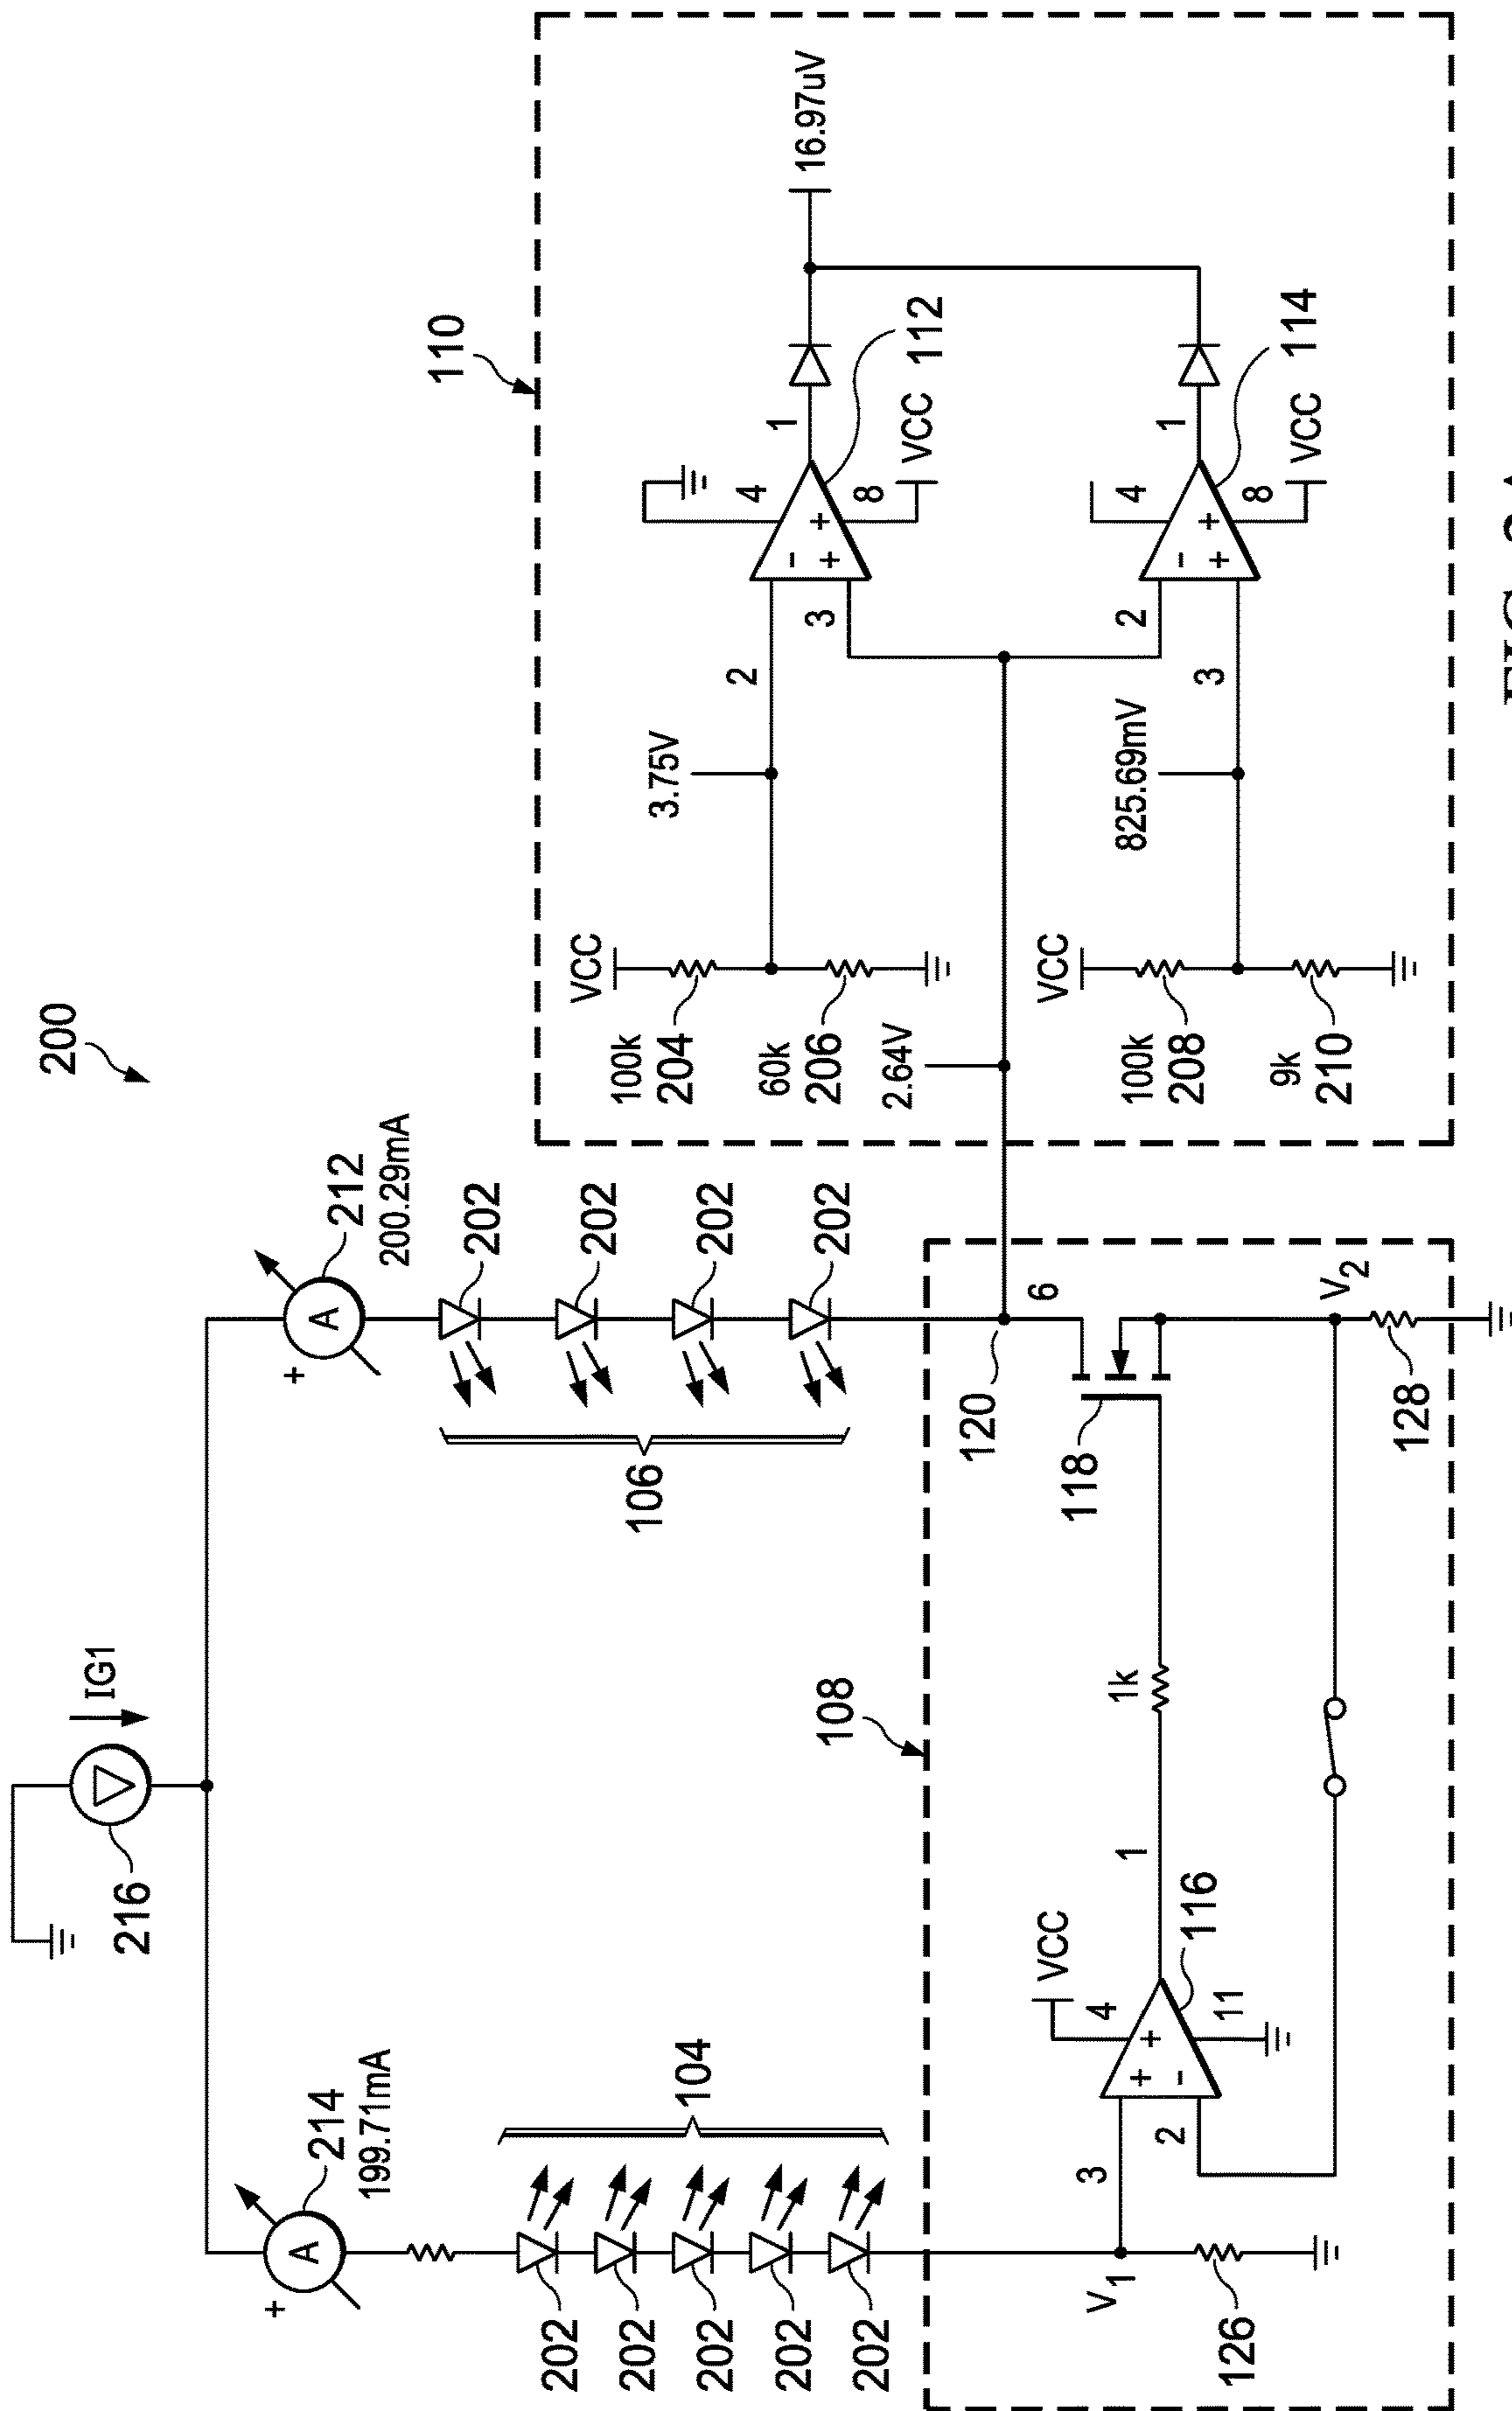 200
216
IG1
+
A
214
199.71mA
+
A
212
200.29mA
104
202
202
202
202
202
106
202
202
202
202
108
V1
126
3
2
+
-
+
4
VCC
11
116
1
1k
118
120
6
V2
128
110
VCC
100k
204
60k
206
3.75V
2
3
-
+
+
4
8
VCC
1
112
16.97uV
2.64V
VCC
100k
208
9k
210
825.69mV
2
3
-
+
+
4
8
VCC
1
114